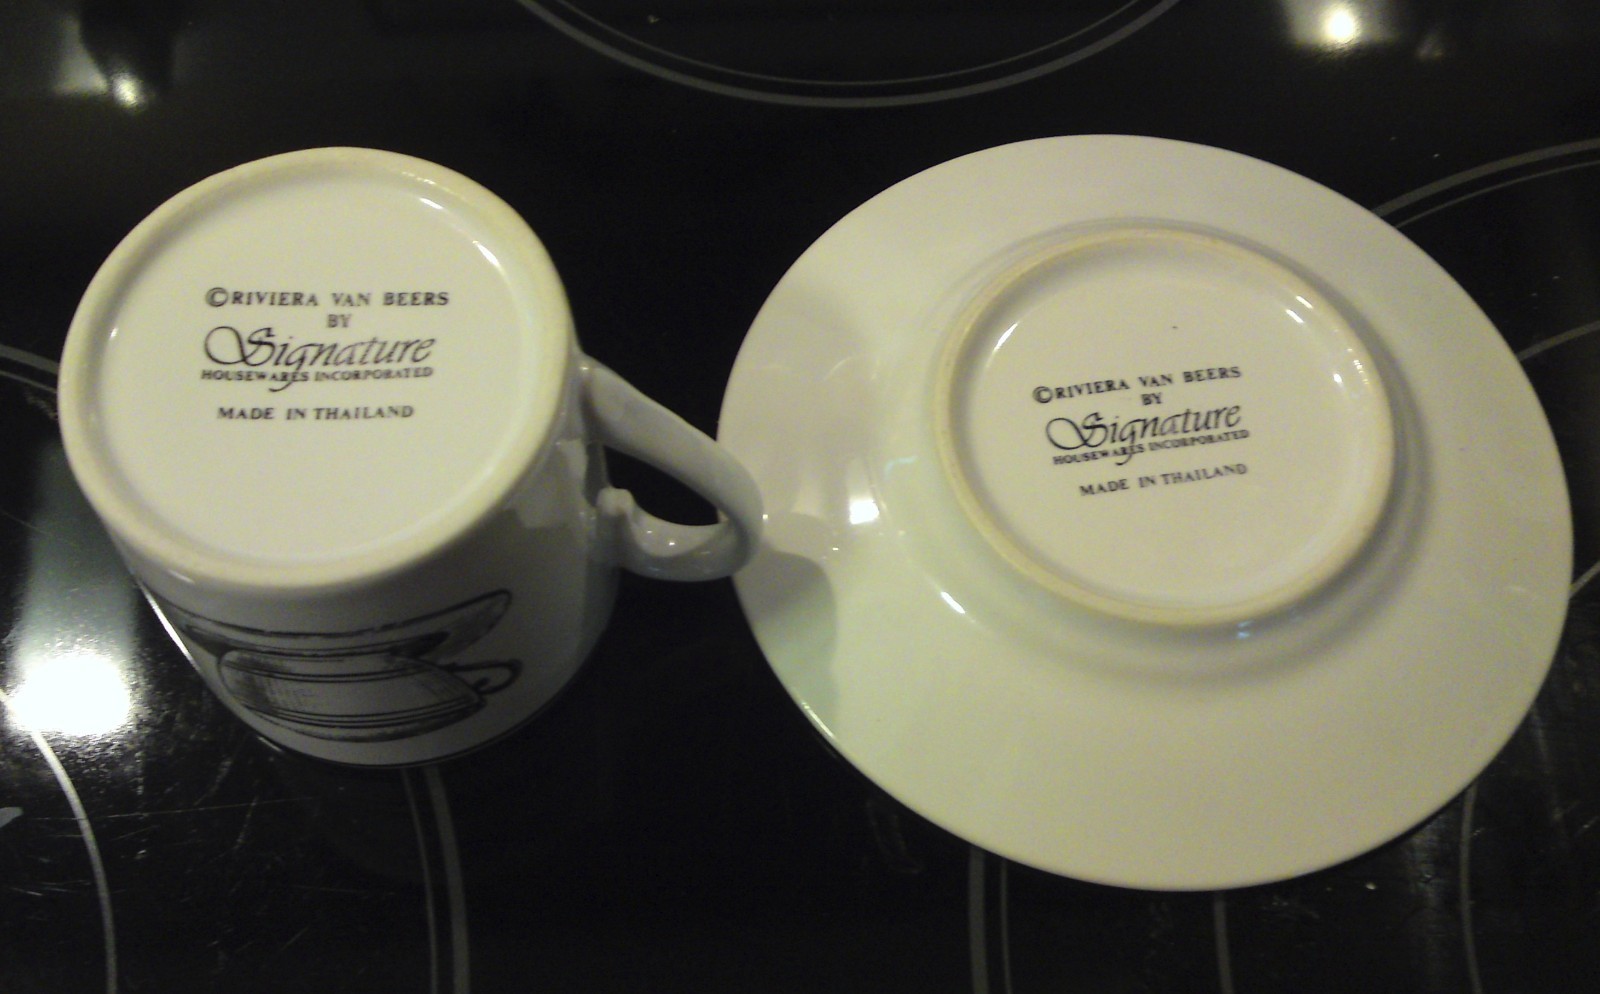 ©RIVIERA VAN BEERS
BY
Signature
HOUSEWARES INCORPORATED
MADE IN THAILAND
©RIVIERA VAN BEERS
BY
Signature
HOUSEWARES INCORPORATED
MADE IN THAILAND